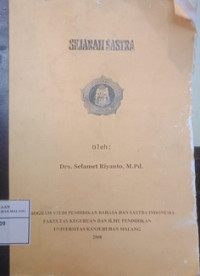 SEJARAH SASTRA
Oleh:
Drs. Selamet Riyanto, M.Pd.
PROGRAM STUDI PENDIDIKAN BAHASA DAN SASTRA INDONESIA
FAKULTAS KEGURUAN DAN ILMU PENDIDIKAN
UNIVERSITAS KANJURUHAN MALANG
2008